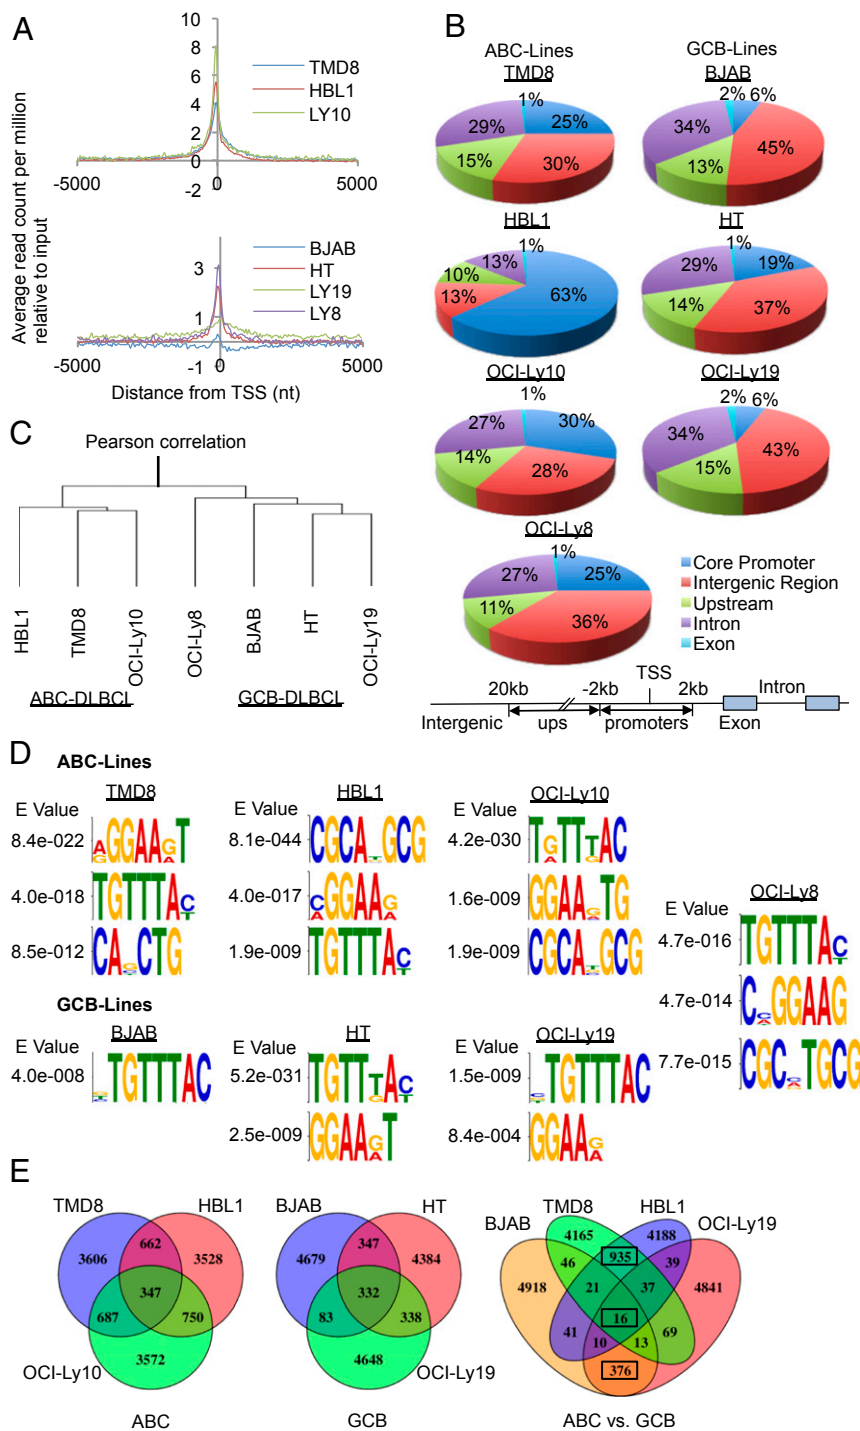 A
Average read count per million
relative to input
10
8
6
4
2
0
-2
-5000
0
5000
TMD8
HBL1
LY10
3
1
-1
-5000
0
5000
BJAB
HT
LY19
LY8
Distance from TSS (nt)
B
ABC-Lines
GCB-Lines
TMD8
1%
25%
30%
15%
29%
BJAB
2%
6%
45%
13%
34%
HBL1
1%
63%
13%
10%
13%
HT
1%
19%
37%
14%
29%
OCI-Ly10
1%
30%
28%
14%
27%
OCI-Ly19
2%
6%
43%
15%
34%
OCI-Ly8
1%
25%
36%
11%
27%
Core Promoter
Intergenic Region
Upstream
Intron
Exon
TSS
20kb
-2kb
2kb
Intron
Intergenic
ups
promoters
Exon
C
Pearson correlation
HBL1
TMD8
OCI-Ly10
OCI-Ly8
BJAB
HT
OCI-Ly19
ABC-DLBCL
GCB-DLBCL
D
ABC-Lines
TMD8
E Value
8.4e-022
4.0e-018
TGTTTAC
8.5e-012
HBL1
E Value
8.1e-044
4.0e-017
1.9e-009
TGTTTAC
OCI-Ly10
E Value
4.2e-030
1.6e-009
1.9e-009
OCI-Ly8
E Value
4.7e-016
TGTTTAC
4.7e-014
7.7e-015
GCB-Lines
BJAB
E Value
4.0e-008
TGTTTAC
HT
E Value
5.2e-031
2.5e-009
OCI-Ly19
E Value
1.5e-009
TGTTTAC
8.4e-004
E
TMD8
HBL1
3606
662
3528
347
687
750
3572
OCI-Ly10
ABC
BJAB
HT
4679
347
4384
332
83
338
4648
OCI-Ly19
GCB
BJAB
TMD8
HBL1
OCI-Ly19
4165
4188
935
46
39
4918
21
37
4841
16
41
69
10
13
376
ABC vs. GCB